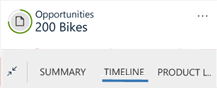 Opportunities
200 Bikes
SUMMARY TIMELINE PRODUCT L...